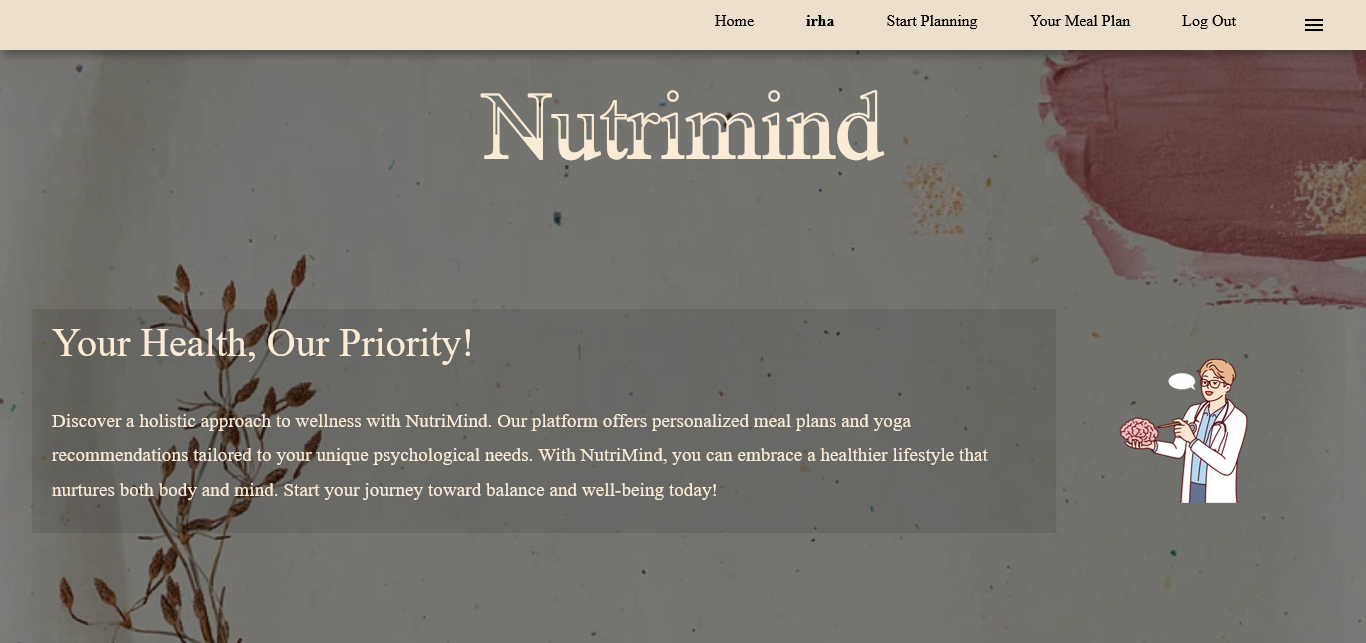 Home irha Start Planning Your Meal Plan Log Out
Nutrimind
Your Health, Our Priority!
Discover a holistic approach to wellness with NutriMind. Our platform offers personalized meal plans and yoga
recommendations tailored to your unique psychological needs. With NutriMind, you can embrace a healthier lifestyle that
nurtures both body and mind. Start your journey toward balance and well-being today!